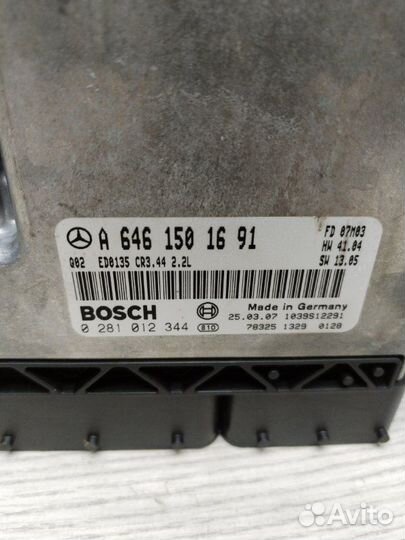 A 646 150 16 91
FD 07M03
HW 41.04
Q02 ED0135 CR3.44 2.2L
SW 13.05
BOSCH
Made in Germany
0 281 012 344 810
25.03.07 1039S12291
78325 1329 0128
Avito